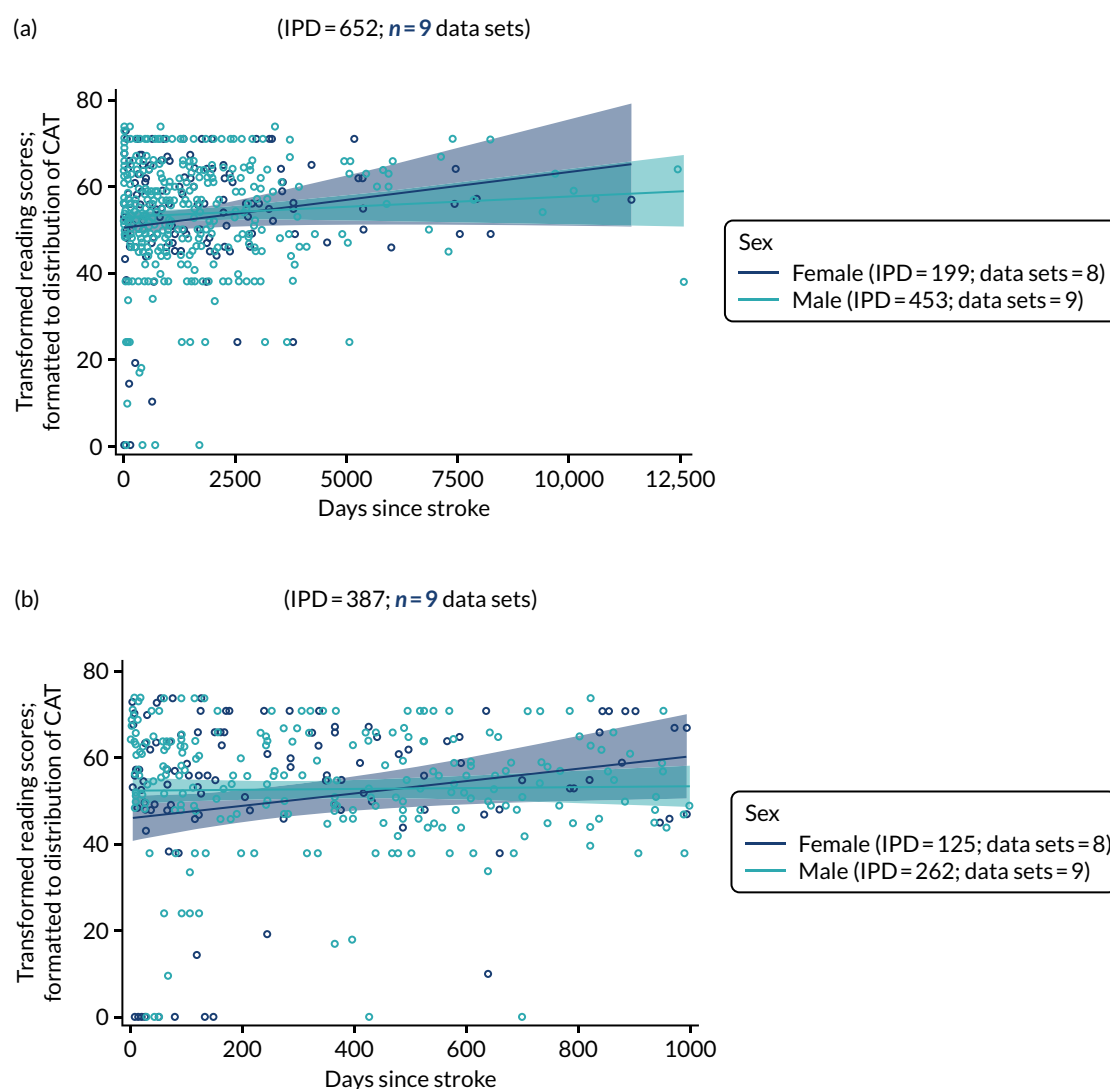 (a)
(IPD=652; n=9 data sets)
Transformed reading scores;
formatted to distribution of CAT
80
60
40
20
0
0
2500
5000
7500
10,000
12,500
Days since stroke
Sex
Female (IPD=199; data sets=8)
Male (IPD=453; data sets=9)
(b)
(IPD=387; n=9 data sets)
Transformed reading scores;
formatted to distribution of CAT
80
60
40
20
0
0
200
400
600
800
1000
Days since stroke
Sex
Female (IPD=125; data sets=8)
Male (IPD=262; data sets=9)